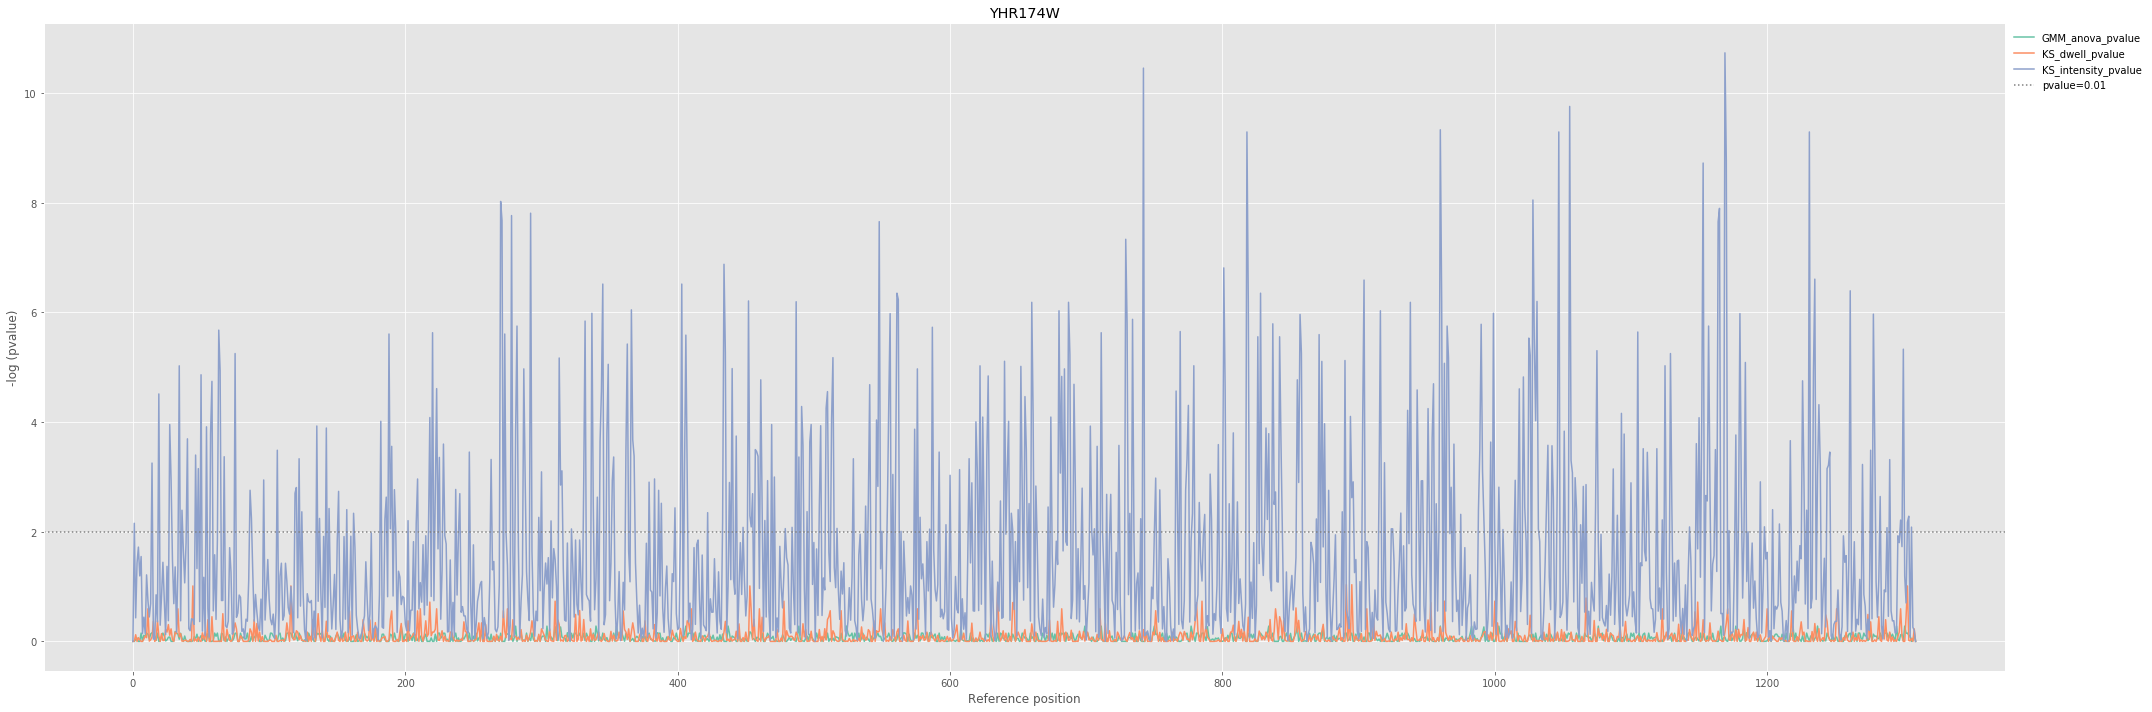 YHR174W
GMM_anova_pvalue
KS_dwell_pvalue
KS_intensity_pvalue
pvalue=0.01
-log (pvalue)
10
8
6
4
2
0
0 200 400 600 800 1000 1200
Reference position